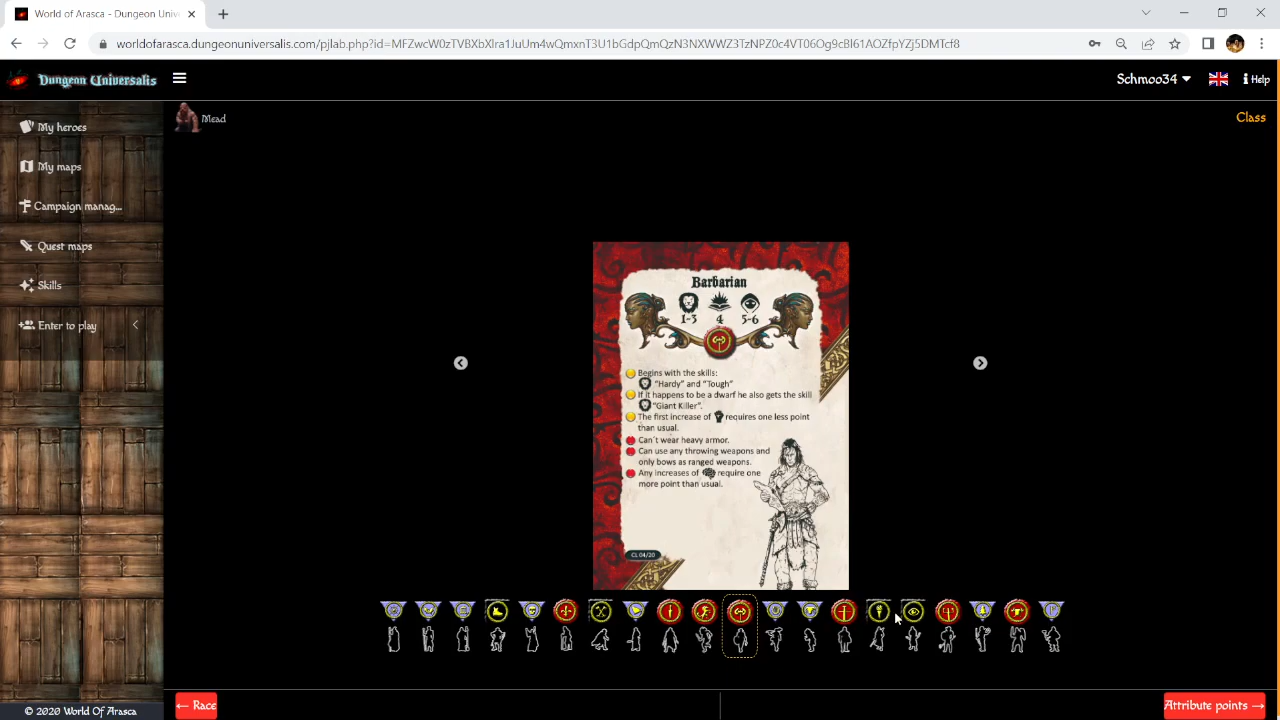 World of Arasca - Dungeon Univ
worldofarasca.dungeonuniversalis.com/pjlab.php?id=MFZwcW0zTVBXbXlra1JuNm4wQmxnT3U1bGdpQmQzN3NXWWZ3TzNPZ0c4VT06Og9cBl61AOZfpYZj5DMTcf8
Dungeon Universalis
Schmoo34
Help
My heroes
My maps
Campaign manag...
Quest maps
Skills
Enter to play
Mead
Class
Barbarian
1-3 4 5-6
Begins with the skills:
"Hardy" and "Tough"
If it happens to be a dwarf he also gets the skill
"Giant Killer".
The first increase of requires one less point
than usual.
Can´t wear heavy armor.
Can use any throwing weapons and
only bows as ranged weapons.
Any increases of require one
more point than usual.
CL 04/20
← Race
Attribute points →
© 2020 World Of Arasca